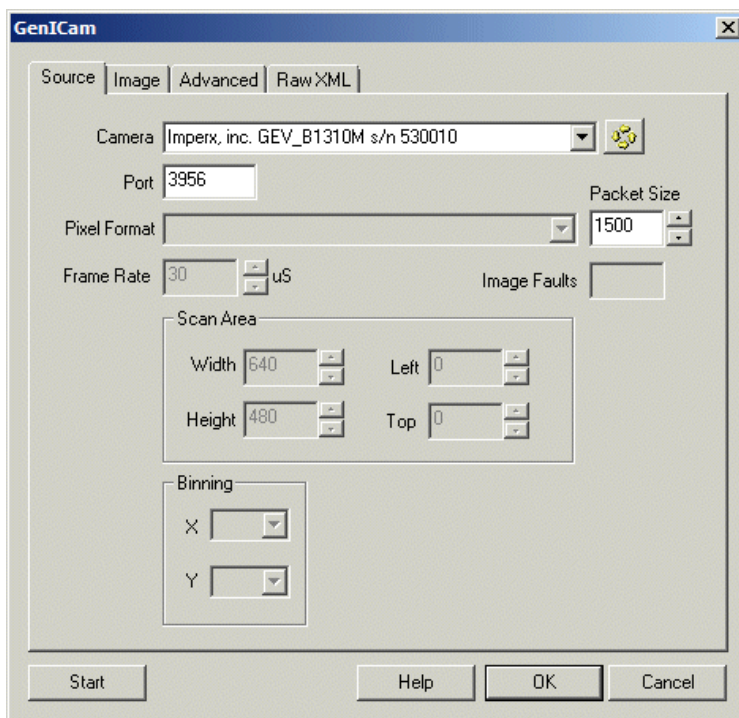 GenICam
Source Image Advanced Raw XML
Camera Imperx, inc. GEV_B1310M s/n 530010
Port 3956
Packet Size
Pixel Format 1500
Frame Rate 30 uS Image Faults
Scan Area
Width 640 Left 0
Height 480 Top 0
Binning
X
Y
Start Help OK Cancel